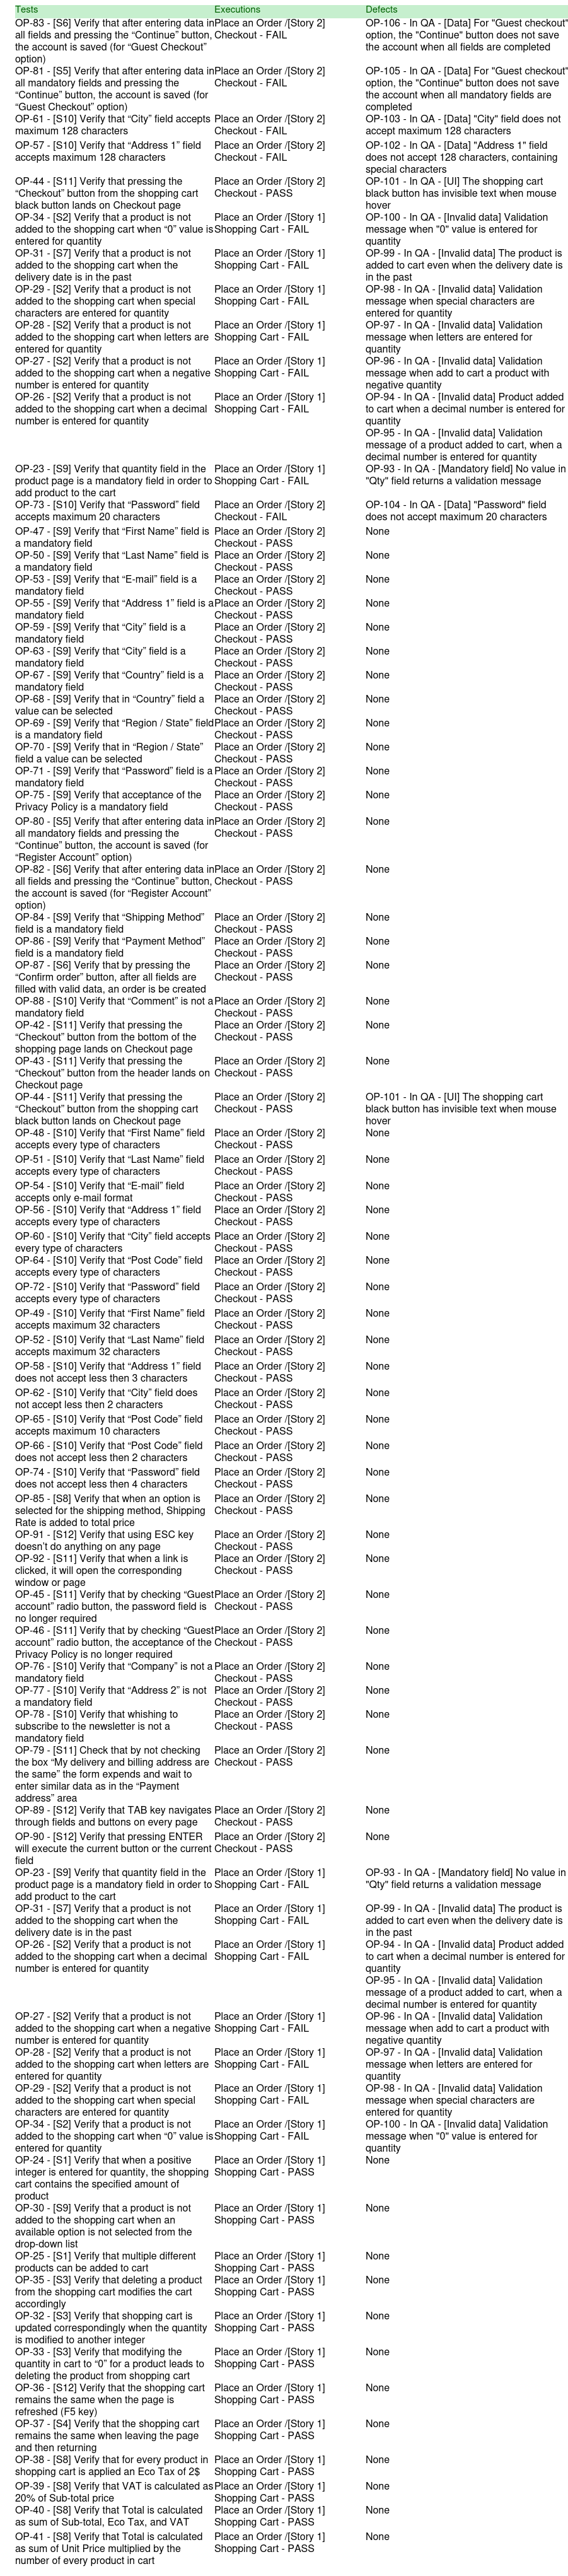 Tests
Executions
Defects
OP-83 - [S6] Verify that after entering data in
all fields and pressing the “Continue” button,
the account is saved (for “Guest Checkout”
option)
Place an Order /[Story 2]
Checkout - FAIL
OP-106 - In QA - [Data] For "Guest checkout"
option, the "Continue" button does not save
the account when all fields are completed
OP-81 - [S5] Verify that after entering data in
all mandatory fields and pressing the
“Continue” button, the account is saved (for
“Guest Checkout” option)
Place an Order /[Story 2]
Checkout - FAIL
OP-105 - In QA - [Data] For "Guest checkout"
option, the "Continue" button does not save
the account when all mandatory fields are
completed
OP-61 - [S10] Verify that “City” field accepts
maximum 128 characters
Place an Order /[Story 2]
Checkout - FAIL
OP-103 - In QA - [Data] "City" field does not
accept maximum 128 characters
OP-57 - [S10] Verify that “Address 1” field
accepts maximum 128 characters
Place an Order /[Story 2]
Checkout - FAIL
OP-102 - In QA - [Data] "Address 1" field
does not accept 128 characters, containing
special characters
OP-44 - [S11] Verify that pressing the
“Checkout” button from the shopping cart
black button lands on Checkout page
Place an Order /[Story 2]
Checkout - PASS
OP-101 - In QA - [UI] The shopping cart
black button has invisible text when mouse
hover
OP-34 - [S2] Verify that a product is not
added to the shopping cart when “0” value is
entered for quantity
Place an Order /[Story 1]
Shopping Cart - FAIL
OP-100 - In QA - [Invalid data] Validation
message when "0" value is entered for
quantity
OP-31 - [S7] Verify that a product is not
added to the shopping cart when the
delivery date is in the past
Place an Order /[Story 1]
Shopping Cart - FAIL
OP-99 - In QA - [Invalid data] The product is
added to cart even when the delivery date is
in the past
OP-29 - [S2] Verify that a product is not
added to the shopping cart when special
characters are entered for quantity
Place an Order /[Story 1]
Shopping Cart - FAIL
OP-98 - In QA - [Invalid data] Validation
message when special characters are
entered for quantity
OP-28 - [S2] Verify that a product is not
added to the shopping cart when letters are
entered for quantity
Place an Order /[Story 1]
Shopping Cart - FAIL
OP-97 - In QA - [Invalid data] Validation
message when letters are entered for
quantity
OP-27 - [S2] Verify that a product is not
added to the shopping cart when a negative
number is entered for quantity
Place an Order /[Story 1]
Shopping Cart - FAIL
OP-96 - In QA - [Invalid data] Validation
message when add to cart a product with
negative quantity
OP-26 - [S2] Verify that a product is not
added to the shopping cart when a decimal
number is entered for quantity
Place an Order /[Story 1]
Shopping Cart - FAIL
OP-94 - In QA - [Invalid data] Product added
to cart when a decimal number is entered for
quantity
OP-95 - In QA - [Invalid data] Validation
message of a product added to cart, when a
decimal number is entered for quantity
OP-23 - [S9] Verify that quantity field in the
product page is a mandatory field in order to
add product to the cart
Place an Order /[Story 1]
Shopping Cart - FAIL
OP-93 - In QA - [Mandatory field] No value in
"Qty" field returns a validation message
OP-73 - [S10] Verify that “Password” field
accepts maximum 20 characters
Place an Order /[Story 2]
Checkout - FAIL
OP-104 - In QA - [Data] "Password" field
does not accept maximum 20 characters
OP-47 - [S9] Verify that “First Name” field is
a mandatory field
Place an Order /[Story 2]
Checkout - PASS
None
OP-50 - [S9] Verify that “Last Name” field is
a mandatory field
Place an Order /[Story 2]
Checkout - PASS
None
OP-53 - [S9] Verify that “E-mail” field is a
mandatory field
Place an Order /[Story 2]
Checkout - PASS
None
OP-55 - [S9] Verify that “Address 1” field is a
mandatory field
Place an Order /[Story 2]
Checkout - PASS
None
OP-59 - [S9] Verify that “City” field is a
mandatory field
Place an Order /[Story 2]
Checkout - PASS
None
OP-63 - [S9] Verify that “City” field is a
mandatory field
Place an Order /[Story 2]
Checkout - PASS
None
OP-67 - [S9] Verify that “Country” field is a
mandatory field
Place an Order /[Story 2]
Checkout - PASS
None
OP-68 - [S9] Verify that in “Country” field a
value can be selected
Place an Order /[Story 2]
Checkout - PASS
None
OP-69 - [S9] Verify that “Region / State” field
is a mandatory field
Place an Order /[Story 2]
Checkout - PASS
None
OP-70 - [S9] Verify that in “Region / State”
field a value can be selected
Place an Order /[Story 2]
Checkout - PASS
None
OP-71 - [S9] Verify that “Password” field is a
mandatory field
Place an Order /[Story 2]
Checkout - PASS
None
OP-75 - [S9] Verify that acceptance of the
Privacy Policy is a mandatory field
Place an Order /[Story 2]
Checkout - PASS
None
OP-80 - [S5] Verify that after entering data in
all mandatory fields and pressing the
“Continue” button, the account is saved (for
“Register Account” option)
Place an Order /[Story 2]
Checkout - PASS
None
OP-82 - [S6] Verify that after entering data in
all fields and pressing the “Continue” button,
the account is saved (for “Register Account”
option)
Place an Order /[Story 2]
Checkout - PASS
None
OP-84 - [S9] Verify that “Shipping Method”
field is a mandatory field
Place an Order /[Story 2]
Checkout - PASS
None
OP-86 - [S9] Verify that “Payment Method”
field is a mandatory field
Place an Order /[Story 2]
Checkout - PASS
None
OP-87 - [S6] Verify that by pressing the
“Confirm order” button, after all fields are
filled with valid data, an order is be created
Place an Order /[Story 2]
Checkout - PASS
None
OP-88 - [S10] Verify that “Comment” is not a
mandatory field
Place an Order /[Story 2]
Checkout - PASS
None
OP-42 - [S11] Verify that pressing the
“Checkout” button from the bottom of the
shopping page lands on Checkout page
Place an Order /[Story 2]
Checkout - PASS
None
OP-43 - [S11] Verify that pressing the
“Checkout” button from the header lands on
Checkout page
Place an Order /[Story 2]
Checkout - PASS
None
OP-44 - [S11] Verify that pressing the
“Checkout” button from the shopping cart
black button lands on Checkout page
Place an Order /[Story 2]
Checkout - PASS
OP-101 - In QA - [UI] The shopping cart
black button has invisible text when mouse
hover
OP-48 - [S10] Verify that “First Name” field
accepts every type of characters
Place an Order /[Story 2]
Checkout - PASS
None
OP-51 - [S10] Verify that “Last Name” field
accepts every type of characters
Place an Order /[Story 2]
Checkout - PASS
None
OP-54 - [S10] Verify that “E-mail” field
accepts only e-mail format
Place an Order /[Story 2]
Checkout - PASS
None
OP-56 - [S10] Verify that “Address 1” field
accepts every type of characters
Place an Order /[Story 2]
Checkout - PASS
None
OP-60 - [S10] Verify that “City” field accepts
every type of characters
Place an Order /[Story 2]
Checkout - PASS
None
OP-64 - [S10] Verify that “Post Code” field
accepts every type of characters
Place an Order /[Story 2]
Checkout - PASS
None
OP-72 - [S10] Verify that “Password” field
accepts every type of characters
Place an Order /[Story 2]
Checkout - PASS
None
OP-49 - [S10] Verify that “First Name” field
accepts maximum 32 characters
Place an Order /[Story 2]
Checkout - PASS
None
OP-52 - [S10] Verify that “Last Name” field
accepts maximum 32 characters
Place an Order /[Story 2]
Checkout - PASS
None
OP-58 - [S10] Verify that “Address 1” field
does not accept less then 3 characters
Place an Order /[Story 2]
Checkout - PASS
None
OP-62 - [S10] Verify that “City” field does
not accept less then 2 characters
Place an Order /[Story 2]
Checkout - PASS
None
OP-65 - [S10] Verify that “Post Code” field
accepts maximum 10 characters
Place an Order /[Story 2]
Checkout - PASS
None
OP-66 - [S10] Verify that “Post Code” field
does not accept less then 2 characters
Place an Order /[Story 2]
Checkout - PASS
None
OP-74 - [S10] Verify that “Password” field
does not accept less then 4 characters
Place an Order /[Story 2]
Checkout - PASS
None
OP-85 - [S8] Verify that when an option is
selected for the shipping method, Shipping
Rate is added to total price
Place an Order /[Story 2]
Checkout - PASS
None
OP-91 - [S12] Verify that using ESC key
doesn’t do anything on any page
Place an Order /[Story 2]
Checkout - PASS
None
OP-92 - [S11] Verify that when a link is
clicked, it will open the corresponding
window or page
Place an Order /[Story 2]
Checkout - PASS
None
OP-45 - [S11] Verify that by checking “Guest
account” radio button, the password field is
no longer required
Place an Order /[Story 2]
Checkout - PASS
None
OP-46 - [S11] Verify that by checking “Guest
account” radio button, the acceptance of the
Privacy Policy is no longer required
Place an Order /[Story 2]
Checkout - PASS
None
OP-76 - [S10] Verify that “Company” is not a
mandatory field
Place an Order /[Story 2]
Checkout - PASS
None
OP-77 - [S10] Verify that “Address 2” is not
a mandatory field
Place an Order /[Story 2]
Checkout - PASS
None
OP-78 - [S10] Verify that whishing to
subscribe to the newsletter is not a
mandatory field
Place an Order /[Story 2]
Checkout - PASS
None
OP-79 - [S11] Check that by not checking
the box “My delivery and billing address are
the same” the form expends and wait to
enter similar data as in the “Payment
address” area
Place an Order /[Story 2]
Checkout - PASS
None
OP-89 - [S12] Verify that TAB key navigates
through fields and buttons on every page
Place an Order /[Story 2]
Checkout - PASS
None
OP-90 - [S12] Verify that pressing ENTER
will execute the current button or the current
field
Place an Order /[Story 2]
Checkout - PASS
None
OP-23 - [S9] Verify that quantity field in the
product page is a mandatory field in order to
add product to the cart
Place an Order /[Story 1]
Shopping Cart - FAIL
OP-93 - In QA - [Mandatory field] No value in
"Qty" field returns a validation message
OP-31 - [S7] Verify that a product is not
added to the shopping cart when the
delivery date is in the past
Place an Order /[Story 1]
Shopping Cart - FAIL
OP-99 - In QA - [Invalid data] The product is
added to cart even when the delivery date is
in the past
OP-26 - [S2] Verify that a product is not
added to the shopping cart when a decimal
number is entered for quantity
Place an Order /[Story 1]
Shopping Cart - FAIL
OP-94 - In QA - [Invalid data] Product added
to cart when a decimal number is entered for
quantity
OP-95 - In QA - [Invalid data] Validation
message of a product added to cart, when a
decimal number is entered for quantity
OP-27 - [S2] Verify that a product is not
added to the shopping cart when a negative
number is entered for quantity
Place an Order /[Story 1]
Shopping Cart - FAIL
OP-96 - In QA - [Invalid data] Validation
message when add to cart a product with
negative quantity
OP-28 - [S2] Verify that a product is not
added to the shopping cart when letters are
entered for quantity
Place an Order /[Story 1]
Shopping Cart - FAIL
OP-97 - In QA - [Invalid data] Validation
message when letters are entered for
quantity
OP-29 - [S2] Verify that a product is not
added to the shopping cart when special
characters are entered for quantity
Place an Order /[Story 1]
Shopping Cart - FAIL
OP-98 - In QA - [Invalid data] Validation
message when special characters are
entered for quantity
OP-34 - [S2] Verify that a product is not
added to the shopping cart when “0” value is
entered for quantity
Place an Order /[Story 1]
Shopping Cart - FAIL
OP-100 - In QA - [Invalid data] Validation
message when "0" value is entered for
quantity
OP-24 - [S1] Verify that when a positive
integer is entered for quantity, the shopping
cart contains the specified amount of
product
Place an Order /[Story 1]
Shopping Cart - PASS
None
OP-30 - [S9] Verify that a product is not
added to the shopping cart when an
available option is not selected from the
drop-down list
Place an Order /[Story 1]
Shopping Cart - PASS
None
OP-25 - [S1] Verify that multiple different
products can be added to cart
Place an Order /[Story 1]
Shopping Cart - PASS
None
OP-35 - [S3] Verify that deleting a product
from the shopping cart modifies the cart
accordingly
Place an Order /[Story 1]
Shopping Cart - PASS
None
OP-32 - [S3] Verify that shopping cart is
updated correspondingly when the quantity
is modified to another integer
Place an Order /[Story 1]
Shopping Cart - PASS
None
OP-33 - [S3] Verify that modifying the
quantity in cart to “0” for a product leads to
deleting the product from shopping cart
Place an Order /[Story 1]
Shopping Cart - PASS
None
OP-36 - [S12] Verify that the shopping cart
remains the same when the page is
refreshed (F5 key)
Place an Order /[Story 1]
Shopping Cart - PASS
None
OP-37 - [S4] Verify that the shopping cart
remains the same when leaving the page
and then returning
Place an Order /[Story 1]
Shopping Cart - PASS
None
OP-38 - [S8] Verify that for every product in
shopping cart is applied an Eco Tax of 2$
Place an Order /[Story 1]
Shopping Cart - PASS
None
OP-39 - [S8] Verify that VAT is calculated as
20% of Sub-total price
Place an Order /[Story 1]
Shopping Cart - PASS
None
OP-40 - [S8] Verify that Total is calculated
as sum of Sub-total, Eco Tax, and VAT
Place an Order /[Story 1]
Shopping Cart - PASS
None
OP-41 - [S8] Verify that Total is calculated
as sum of Unit Price multiplied by the
number of every product in cart
Place an Order /[Story 1]
Shopping Cart - PASS
None